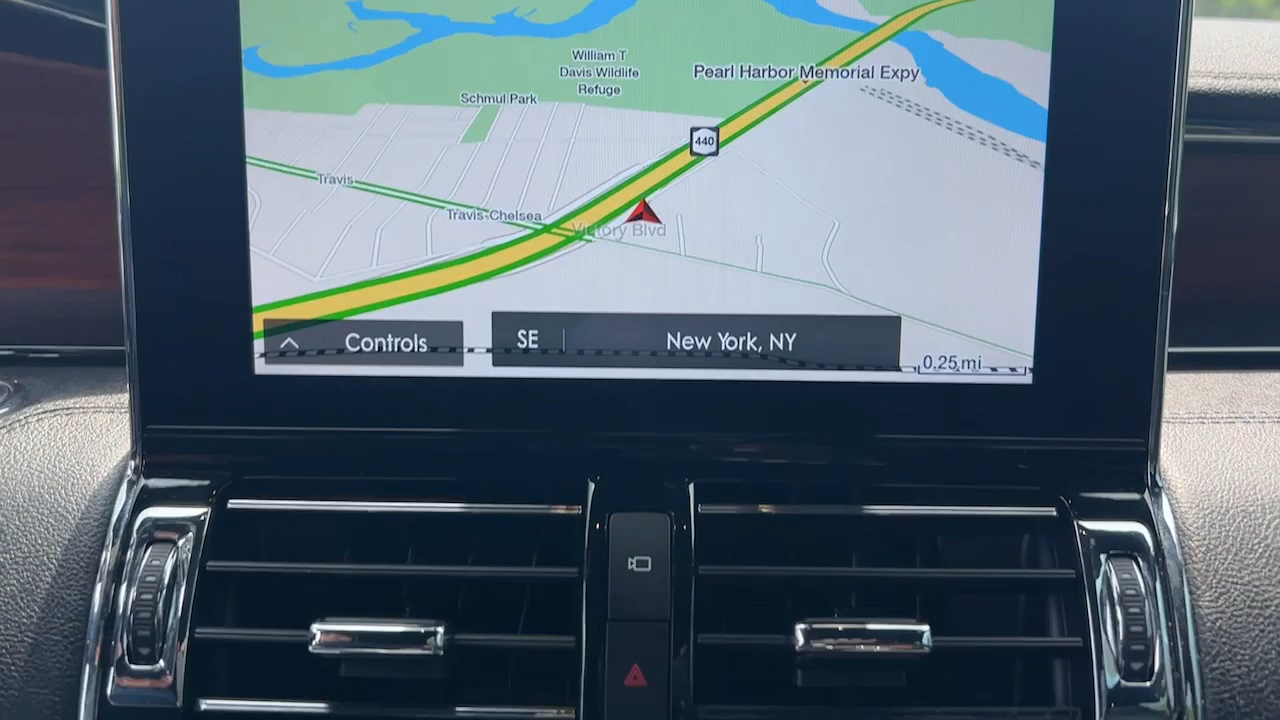 William T
Davis Wildlife
Refuge
Pearl Harbor Memorial Expy
Schmul Park
440
Travis
Travis-Chelsea
Victory Blvd
Controls
SE
New York, NY
0.25 mi